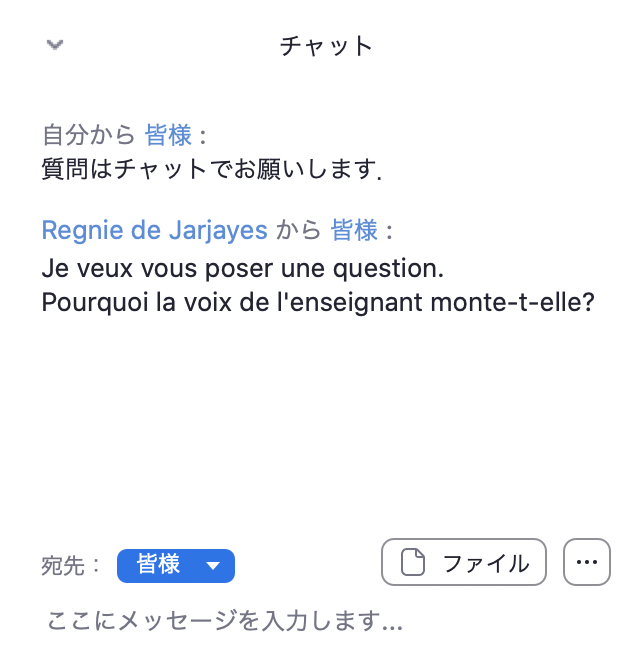 チャット
自分から 皆様 :
質問はチャットでお願いします.
Regnie de Jarjayes から 皆様 :
Je veux vous poser une question.
Pourquoi la voix de l'enseignant monte-t-elle?
宛先： 皆様 ファイル ...
ここにメッセージを入力します...